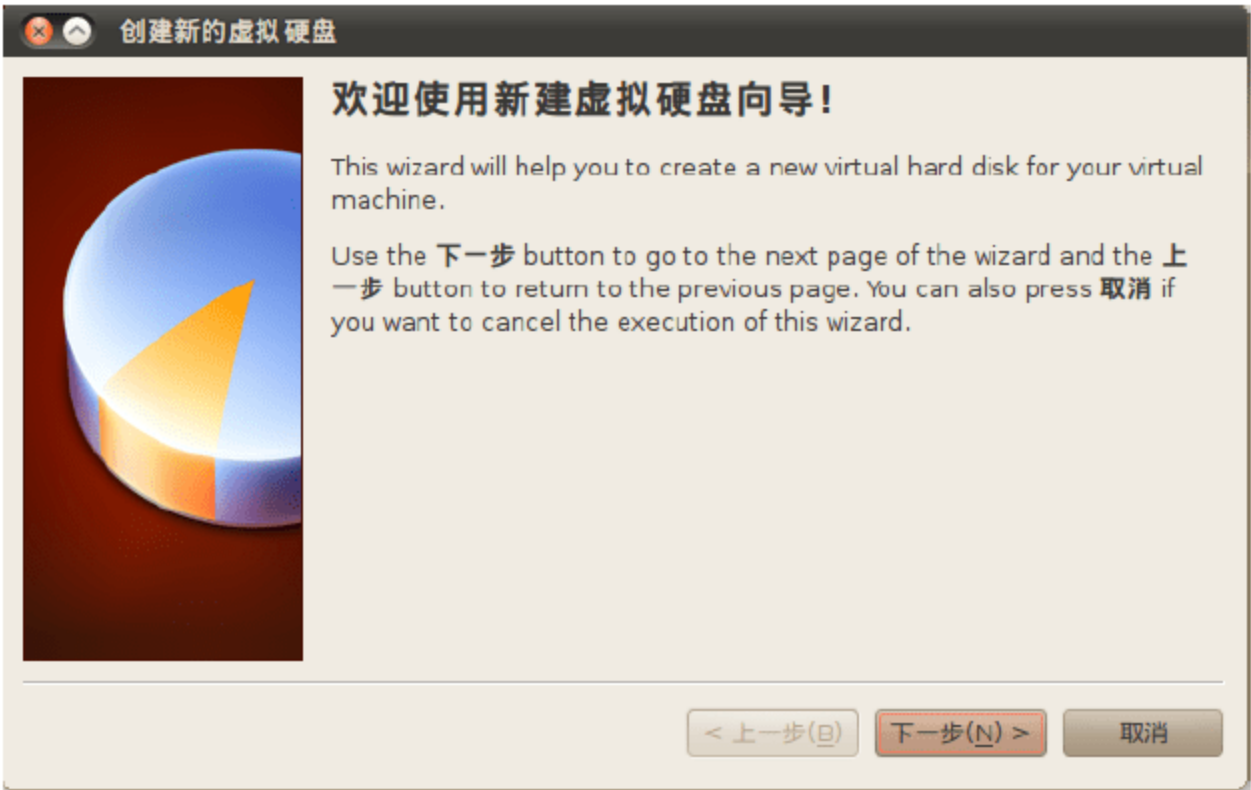 创建新的虚拟硬盘
欢迎使用新建虚拟硬盘向导!
This wizard will help you to create a new virtual hard disk for your virtual
machine.
Use the 下一步 button to go to the next page of the wizard and the 上
一步 button to return to the previous page. You can also press 取消 if
you want to cancel the execution of this wizard.
< 上一步(B) 下一步(N) > 取消